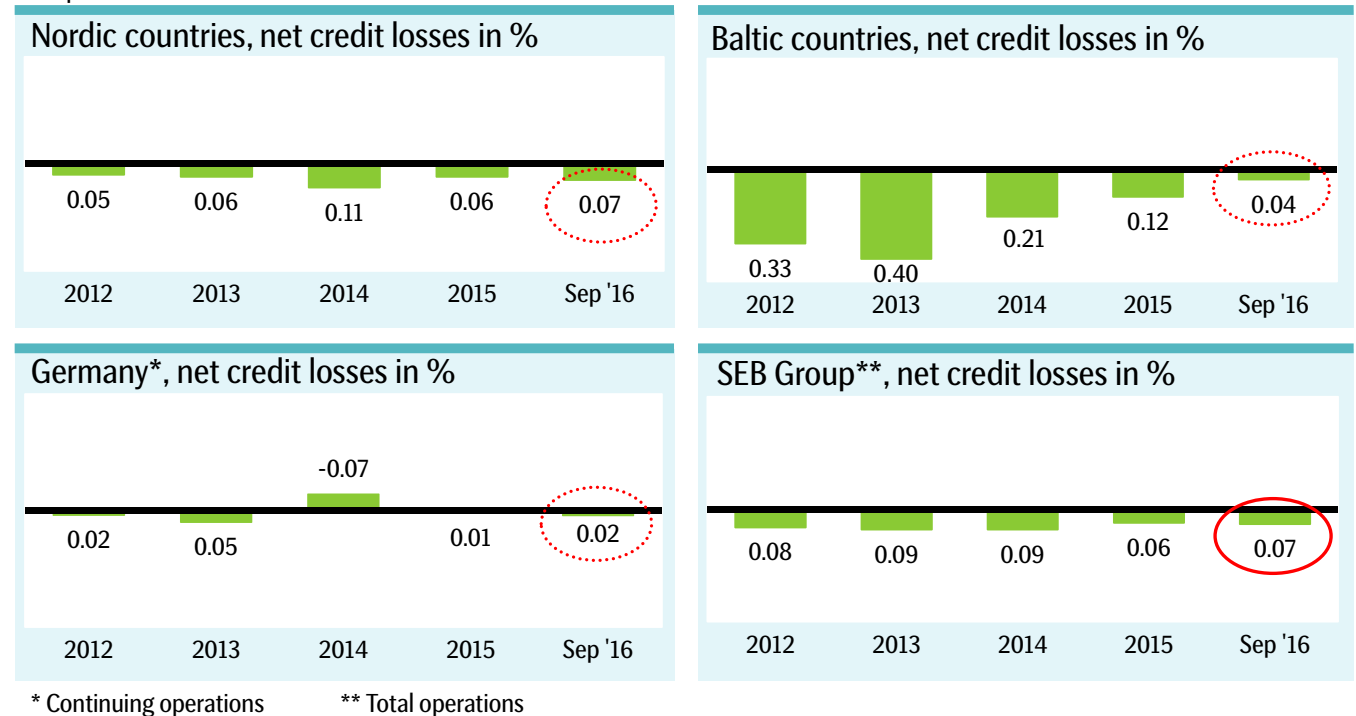 Nordic countries, net credit losses in %
0.05
0.06
0.11
0.06
0.07
2012 2013 2014 2015 Sep '16
Baltic countries, net credit losses in %
0.33
0.40
0.21
0.12
0.04
2012 2013 2014 2015 Sep '16
Germany*, net credit losses in %
0.02
0.05
-0.07
0.01
0.02
2012 2013 2014 2015 Sep '16
SEB Group**, net credit losses in %
0.08
0.09
0.09
0.06
0.07
2012 2013 2014 2015 Sep '16
* Continuing operations ** Total operations